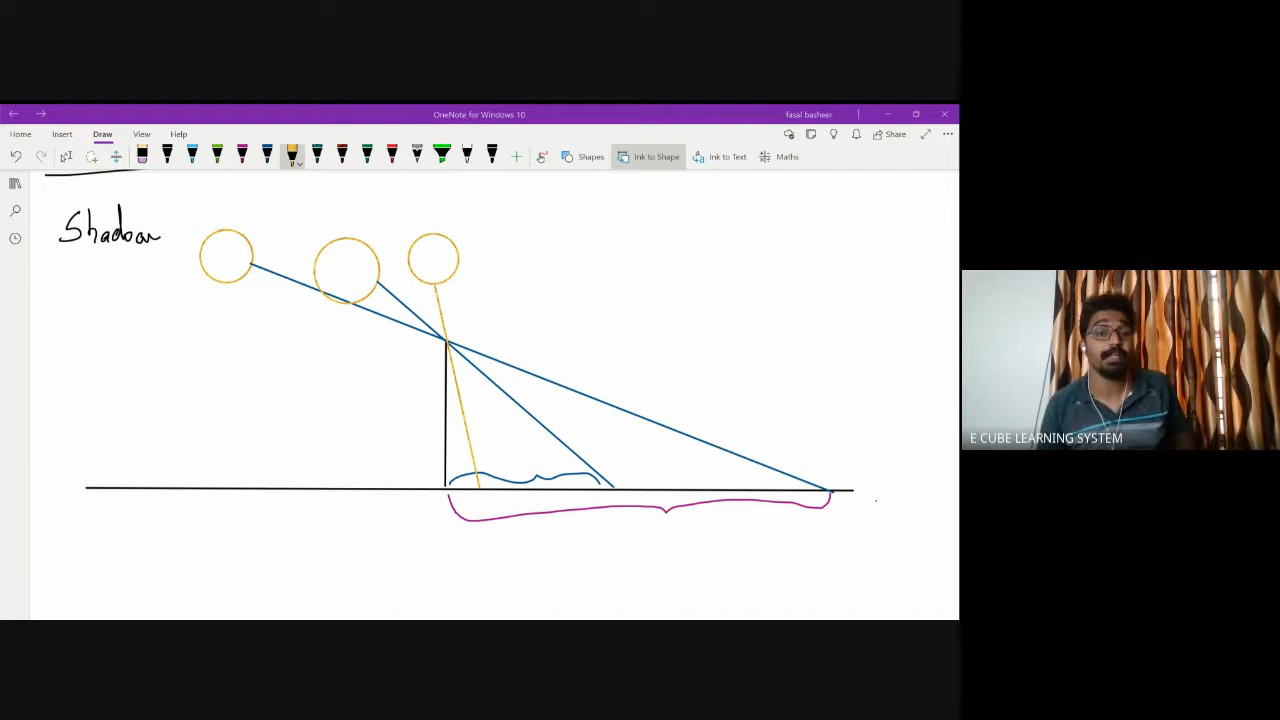 OneNote for Windows 10
fasal basheer
Home Insert Draw View Help
Share
Shapes Ink to Shape Ink to Text Maths
Shadow
E CUBE LEARNING SYSTEM